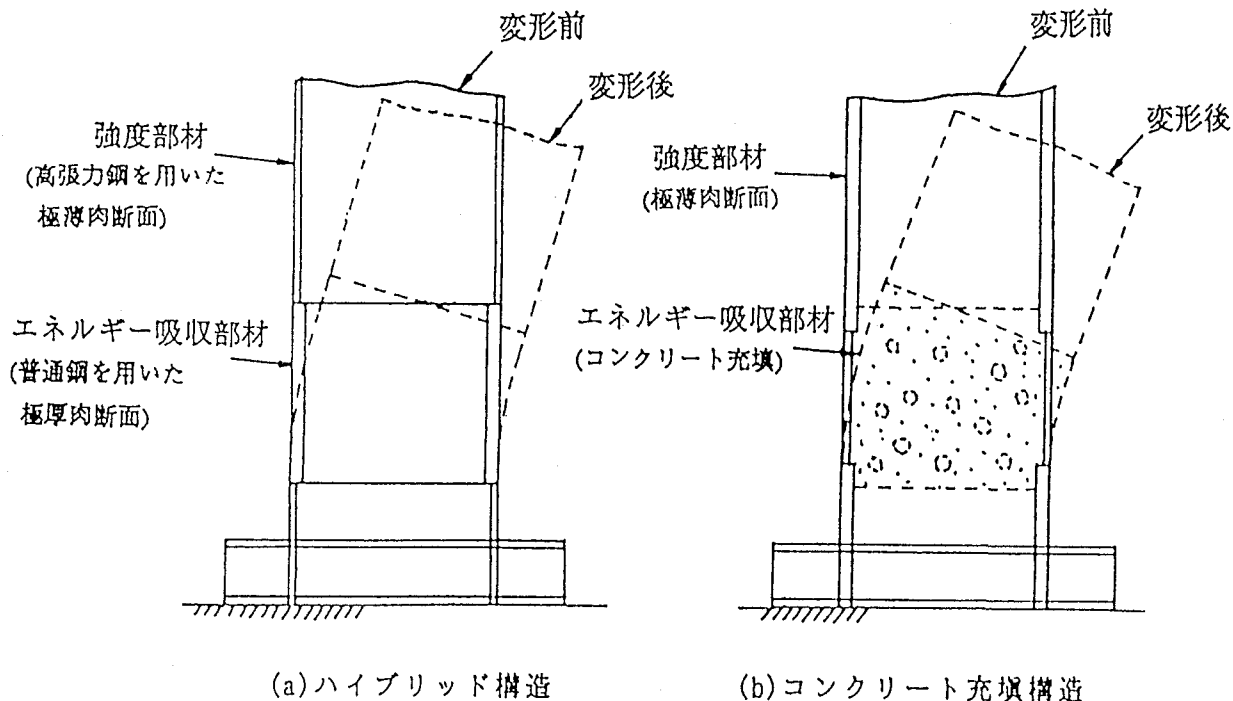 変形前
変形後
強度部材
(高張力鋼を用いた
極薄肉断面)
エネルギー吸収部材
(普通鋼を用いた
極厚肉断面)
(a)ハイブリッド構造
変形前
変形後
強度部材
(極薄肉断面)
エネルギー吸収部材
(コンクリート充填)
(b)コンクリート充填構造